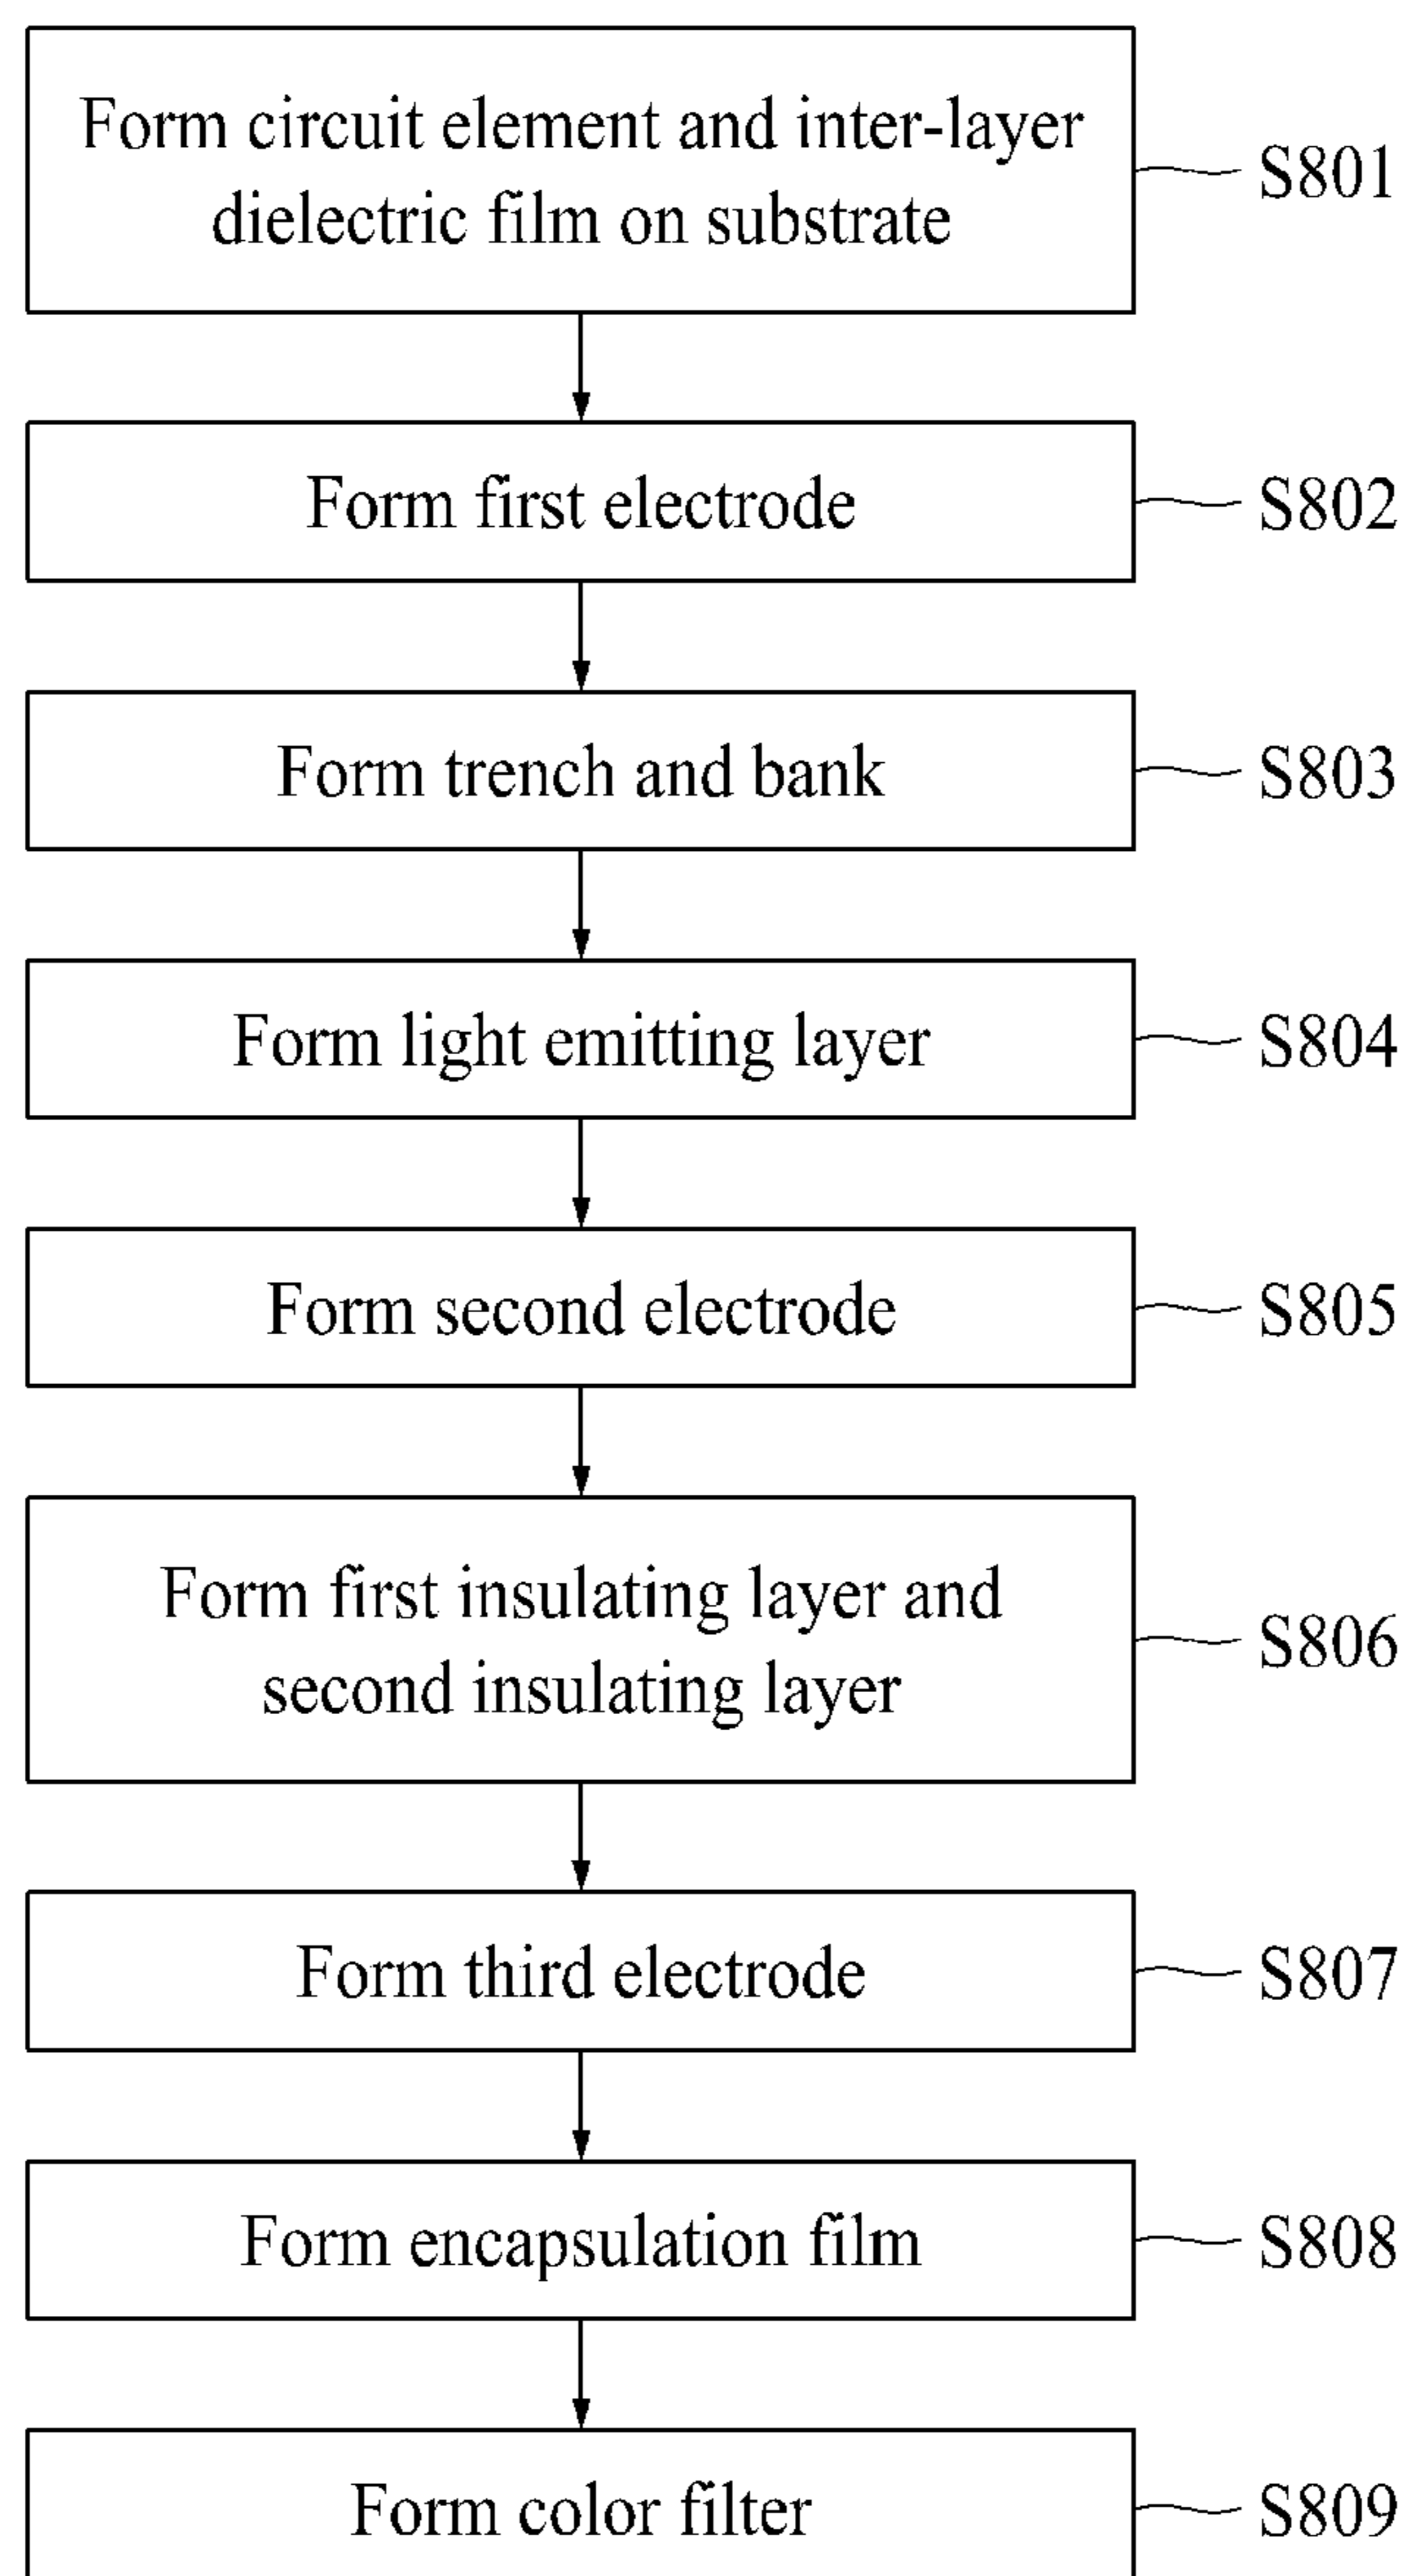 Form circuit element and inter-layer
dielectric film on substrate
S801
Form first electrode
S802
Form trench and bank
S803
Form light emitting layer
S804
Form second electrode
S805
Form first insulating layer and
second insulating layer
S806
Form third electrode
S807
Form encapsulation film
S808
Form color filter
S809